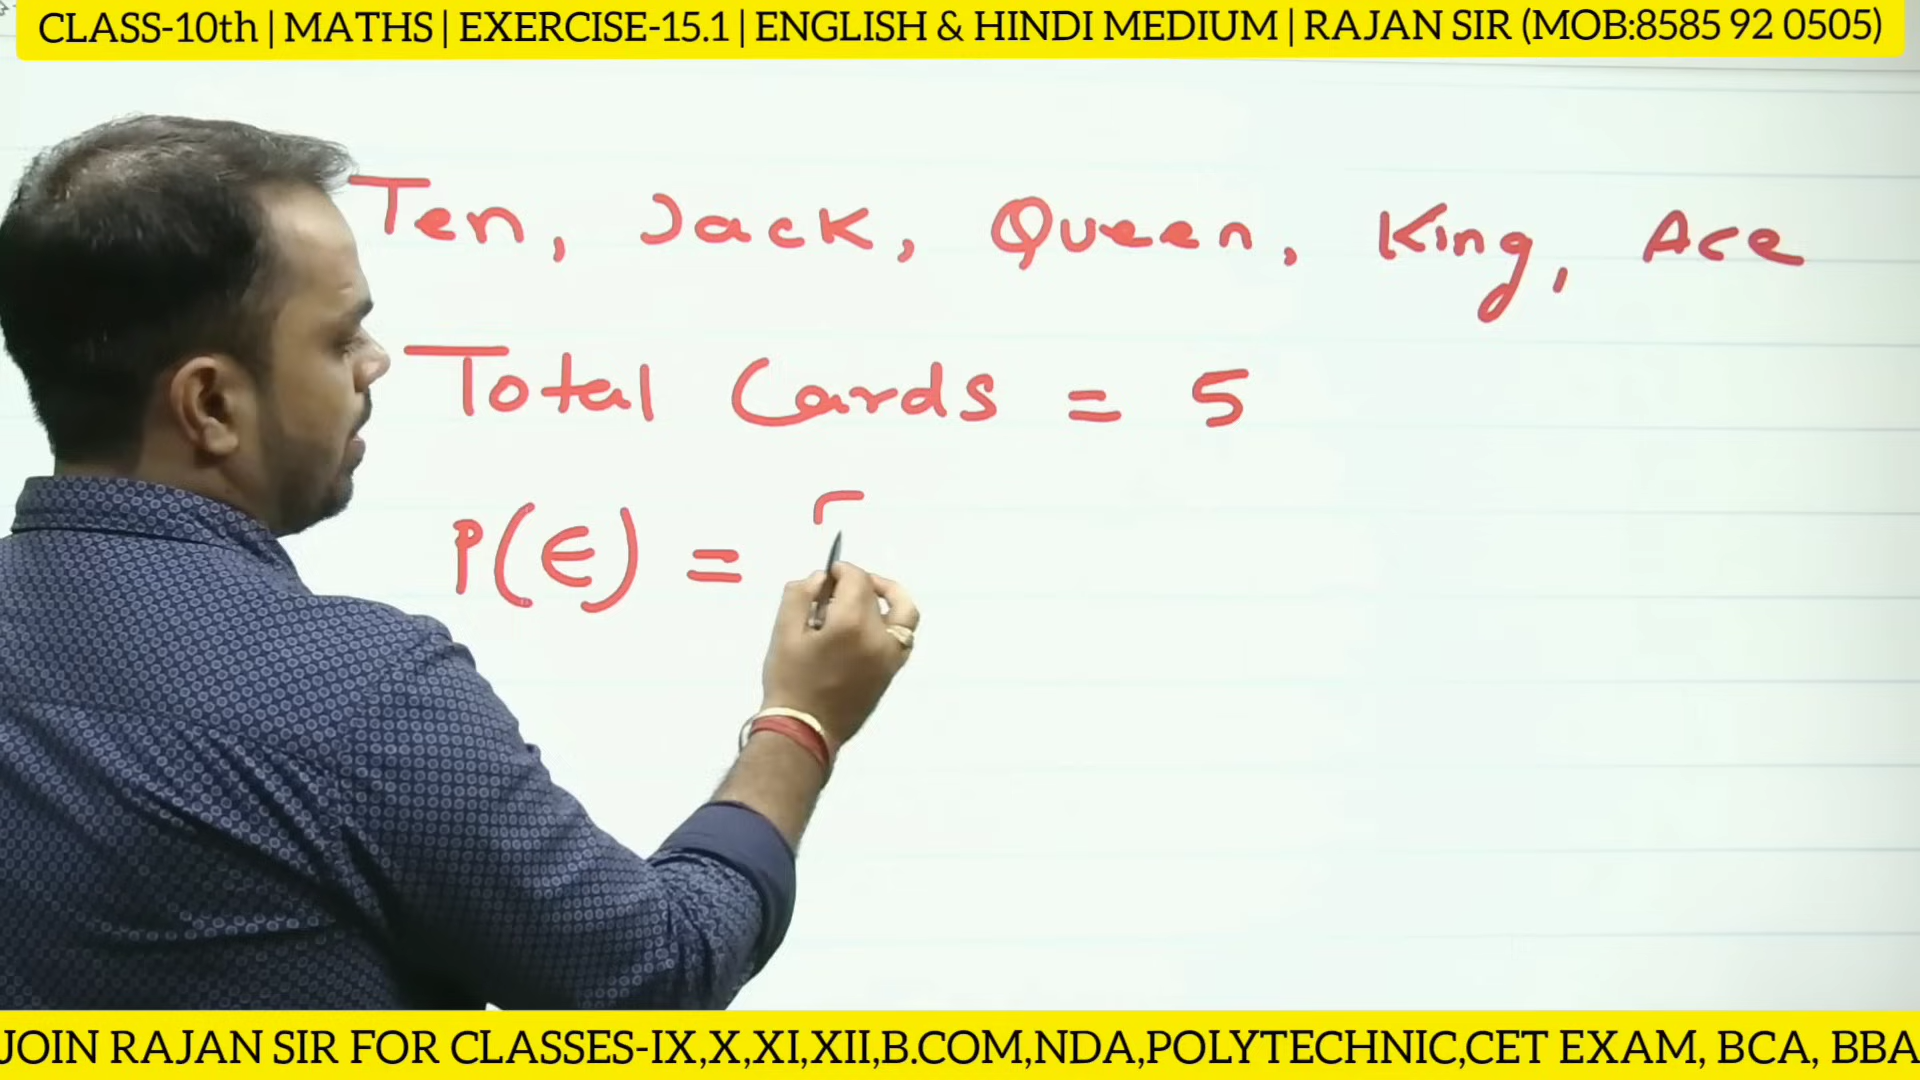 CLASS-10th | MATHS | EXERCISE-15.1 | ENGLISH & HINDI MEDIUM | RAJAN SIR (MOB:8585 92 0505)
Ten, Jack, Queen, King, Ace
Total Cards = 5
P(E) =
JOIN RAJAN SIR FOR CLASSES-IX,X,XI,XII,B.COM,NDA,POLYTECHNIC,CET EXAM, BCA, BBA